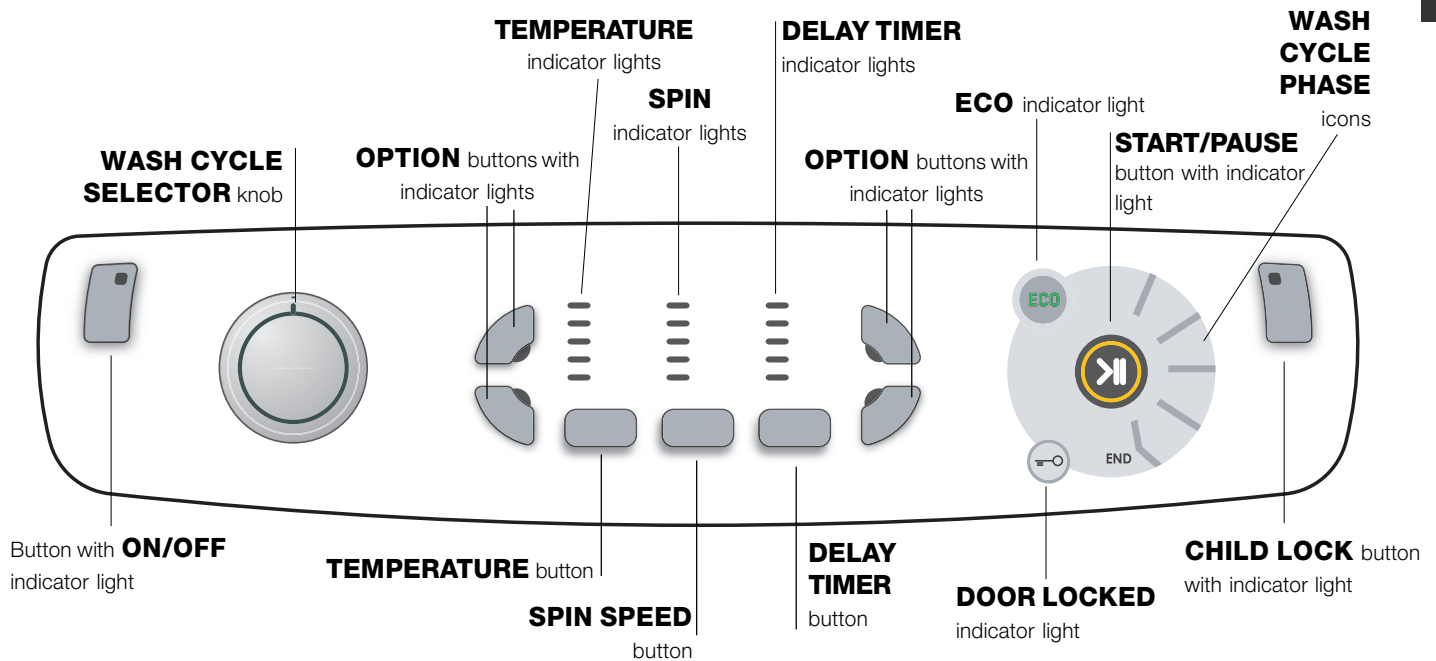 TEMPERATURE
indicator lights
DELAY TIMER
indicator lights
WASH
CYCLE
PHASE
icons
SPIN
indicator lights
ECO indicator light
START/PAUSE
button with indicator
light
WASH CYCLE
SELECTOR knob
OPTION buttons with
indicator lights
OPTION buttons with
indicator lights
ECO
END
Button with ON/OFF
indicator light
TEMPERATURE button
SPIN SPEED
button
DELAY
TIMER
button
DOOR LOCKED
indicator light
CHILD LOCK button
with indicator light